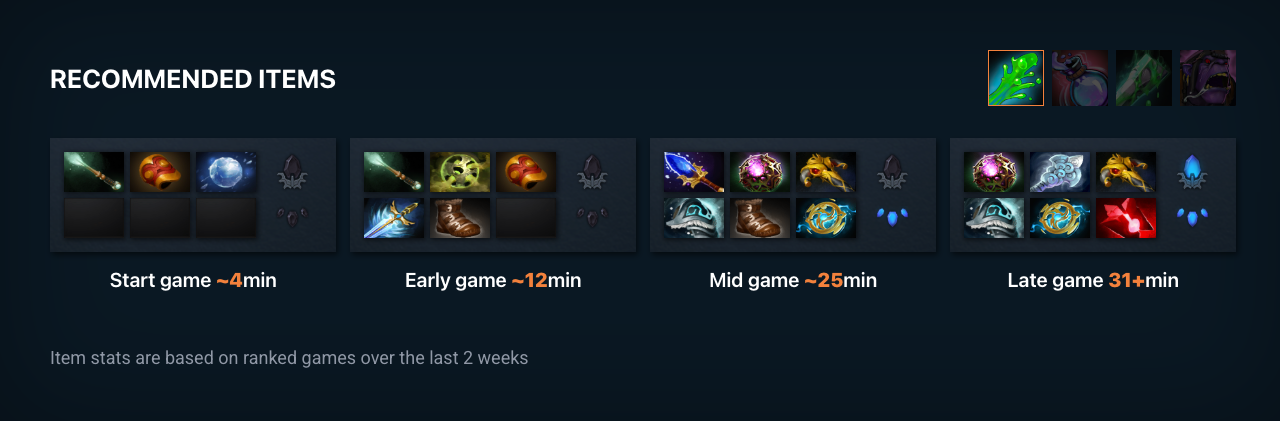 RECOMMENDED ITEMS
Start game ~4min
Early game ~12min
Mid game ~25min
Late game 31+min
Item stats are based on ranked games over the last 2 weeks